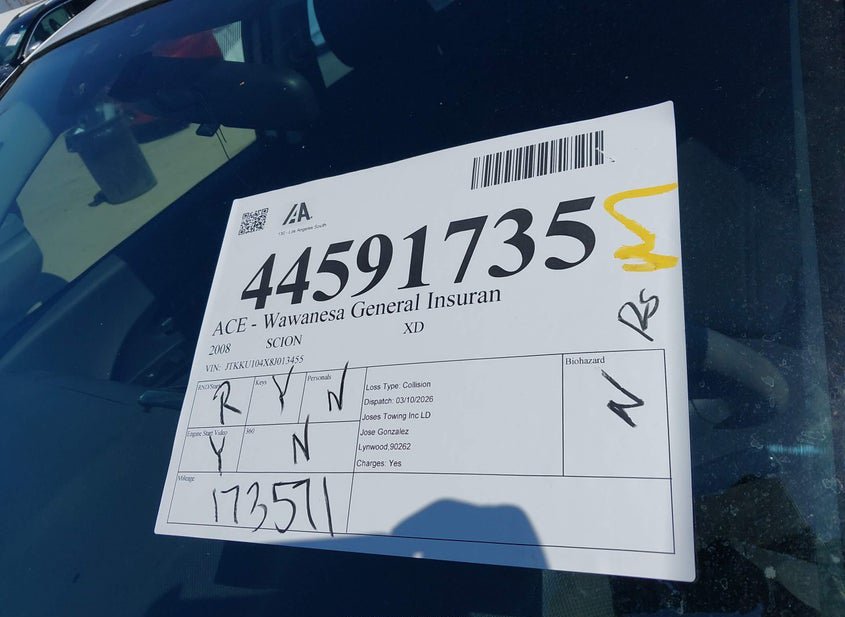 IAA
130 - Los Angeles South
44591735
ACE - Wawanesa General Insuran
2008 SCION XD
VIN: JTKKU104X8J013455
RS
RND/Start R
Keys Y
Personals N
Engine Start Video Y
360 N
Mileage
173571
Loss Type: Collision
Dispatch: 03/10/2026
Joses Towing Inc LD
Jose Gonzalez
Lynwood,90262
Charges: Yes
Biohazard
N